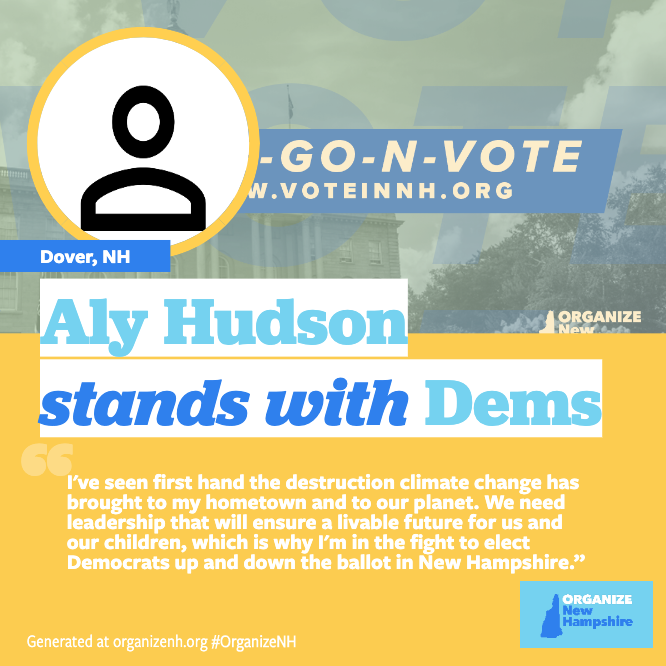 VOTE
-GO-N-VOTE
W.VOTEINNH.ORG
Dover, NH
ORGANIZE
New
Aly Hudson
stands with Dems
“
I've seen first hand the destruction climate change has
brought to my hometown and to our planet. We need
leadership that will ensure a livable future for us and
our children, which is why I'm in the fight to elect
Democrats up and down the ballot in New Hampshire.”
ORGANIZE
New
Hampshire
Generated at organizenh.org #OrganizeNH